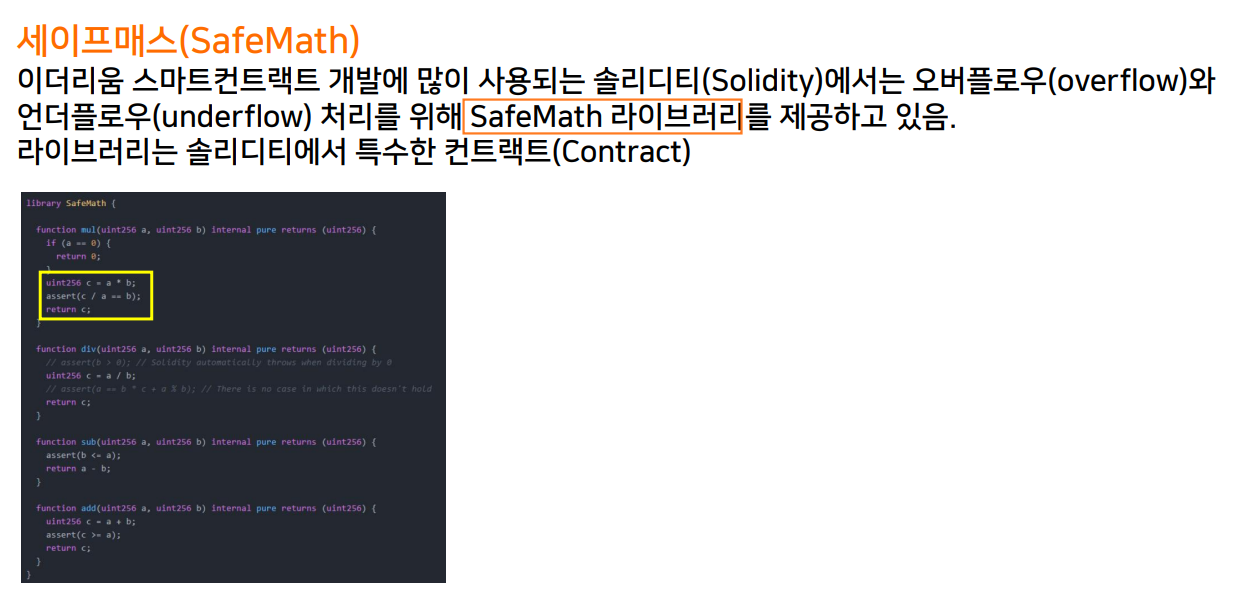 세이프매스(SafeMath)
이더리움 스마트컨트랙트 개발에 많이 사용되는 솔리디티(Solidity)에서는 오버플로우(overflow)와
언더플로우(underflow) 처리를 위해 SafeMath 라이브러리를 제공하고 있음.
라이브러리는 솔리디티에서 특수한 컨트랙트(Contract)
library SafeMath {
function mul(uint256 a, uint256 b) internal pure returns (uint256) {
if (a == 0) {
return 0;
}
uint256 c = a * b;
assert(c / a == b);
return c;
}
function div(uint256 a, uint256 b) internal pure returns (uint256) {
// assert(b > 0); // Solidity automatically throws when dividing by 0
uint256 c = a / b;
// assert(a == b * c + a % b); // There is no case in which this doesn't hold
return c;
}
function sub(uint256 a, uint256 b) internal pure returns (uint256) {
assert(b <= a);
return a - b;
}
function add(uint256 a, uint256 b) internal pure returns (uint256) {
uint256 c = a + b;
assert(c >= a);
return c;
}
}